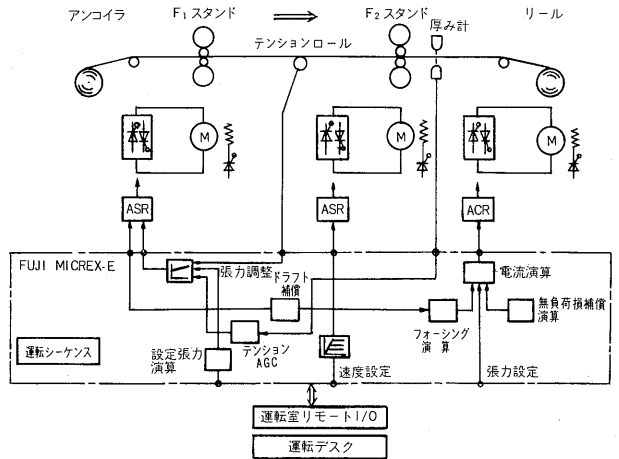 アンコイラ F₁スタンド F₂スタンド 厚み計 リール
テンションロール
M M M
ASR ASR ACR
FUJI MICREX-E
張力調整
ドラフト
補償
電流演算
無負荷損補償
演算
フォーシング
演算
運転シーケンス
設定張力
演算
テンション
AGC
速度設定
張力設定
運転室リモートI/O
運転デスク